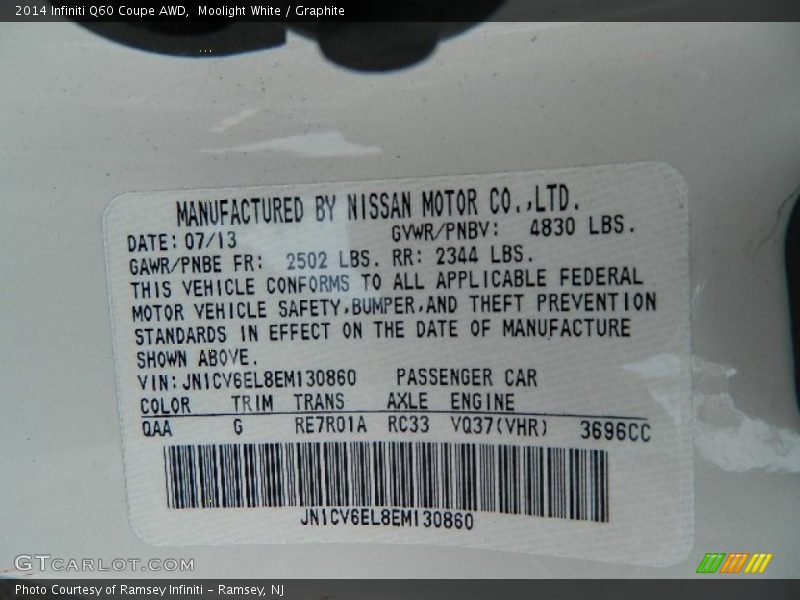 2014 Infiniti Q60 Coupe AWD,  Moolight White / Graphite
MANUFACTURED BY NISSAN MOTOR CO.,LTD.
DATE: 07/13 GVWR/PNBV: 4830 LBS.
GAWR/PNBE FR: 2502 LBS. RR: 2344 LBS.
THIS VEHICLE CONFORMS TO ALL APPLICABLE FEDERAL
MOTOR VEHICLE SAFETY,BUMPER,AND THEFT PREVENTION
STANDARDS IN EFFECT ON THE DATE OF MANUFACTURE
SHOWN ABOVE.
VIN: JN1CV6EL8EM130860 PASSENGER CAR
COLOR TRIM TRANS AXLE ENGINE
QAA G RE7R01A RC33 VQ37(VHR) 3696CC
JN1CV6EL8EM130860
GTCARLOT.COM
Photo Courtesy of Ramsey Infiniti - Ramsey, NJ